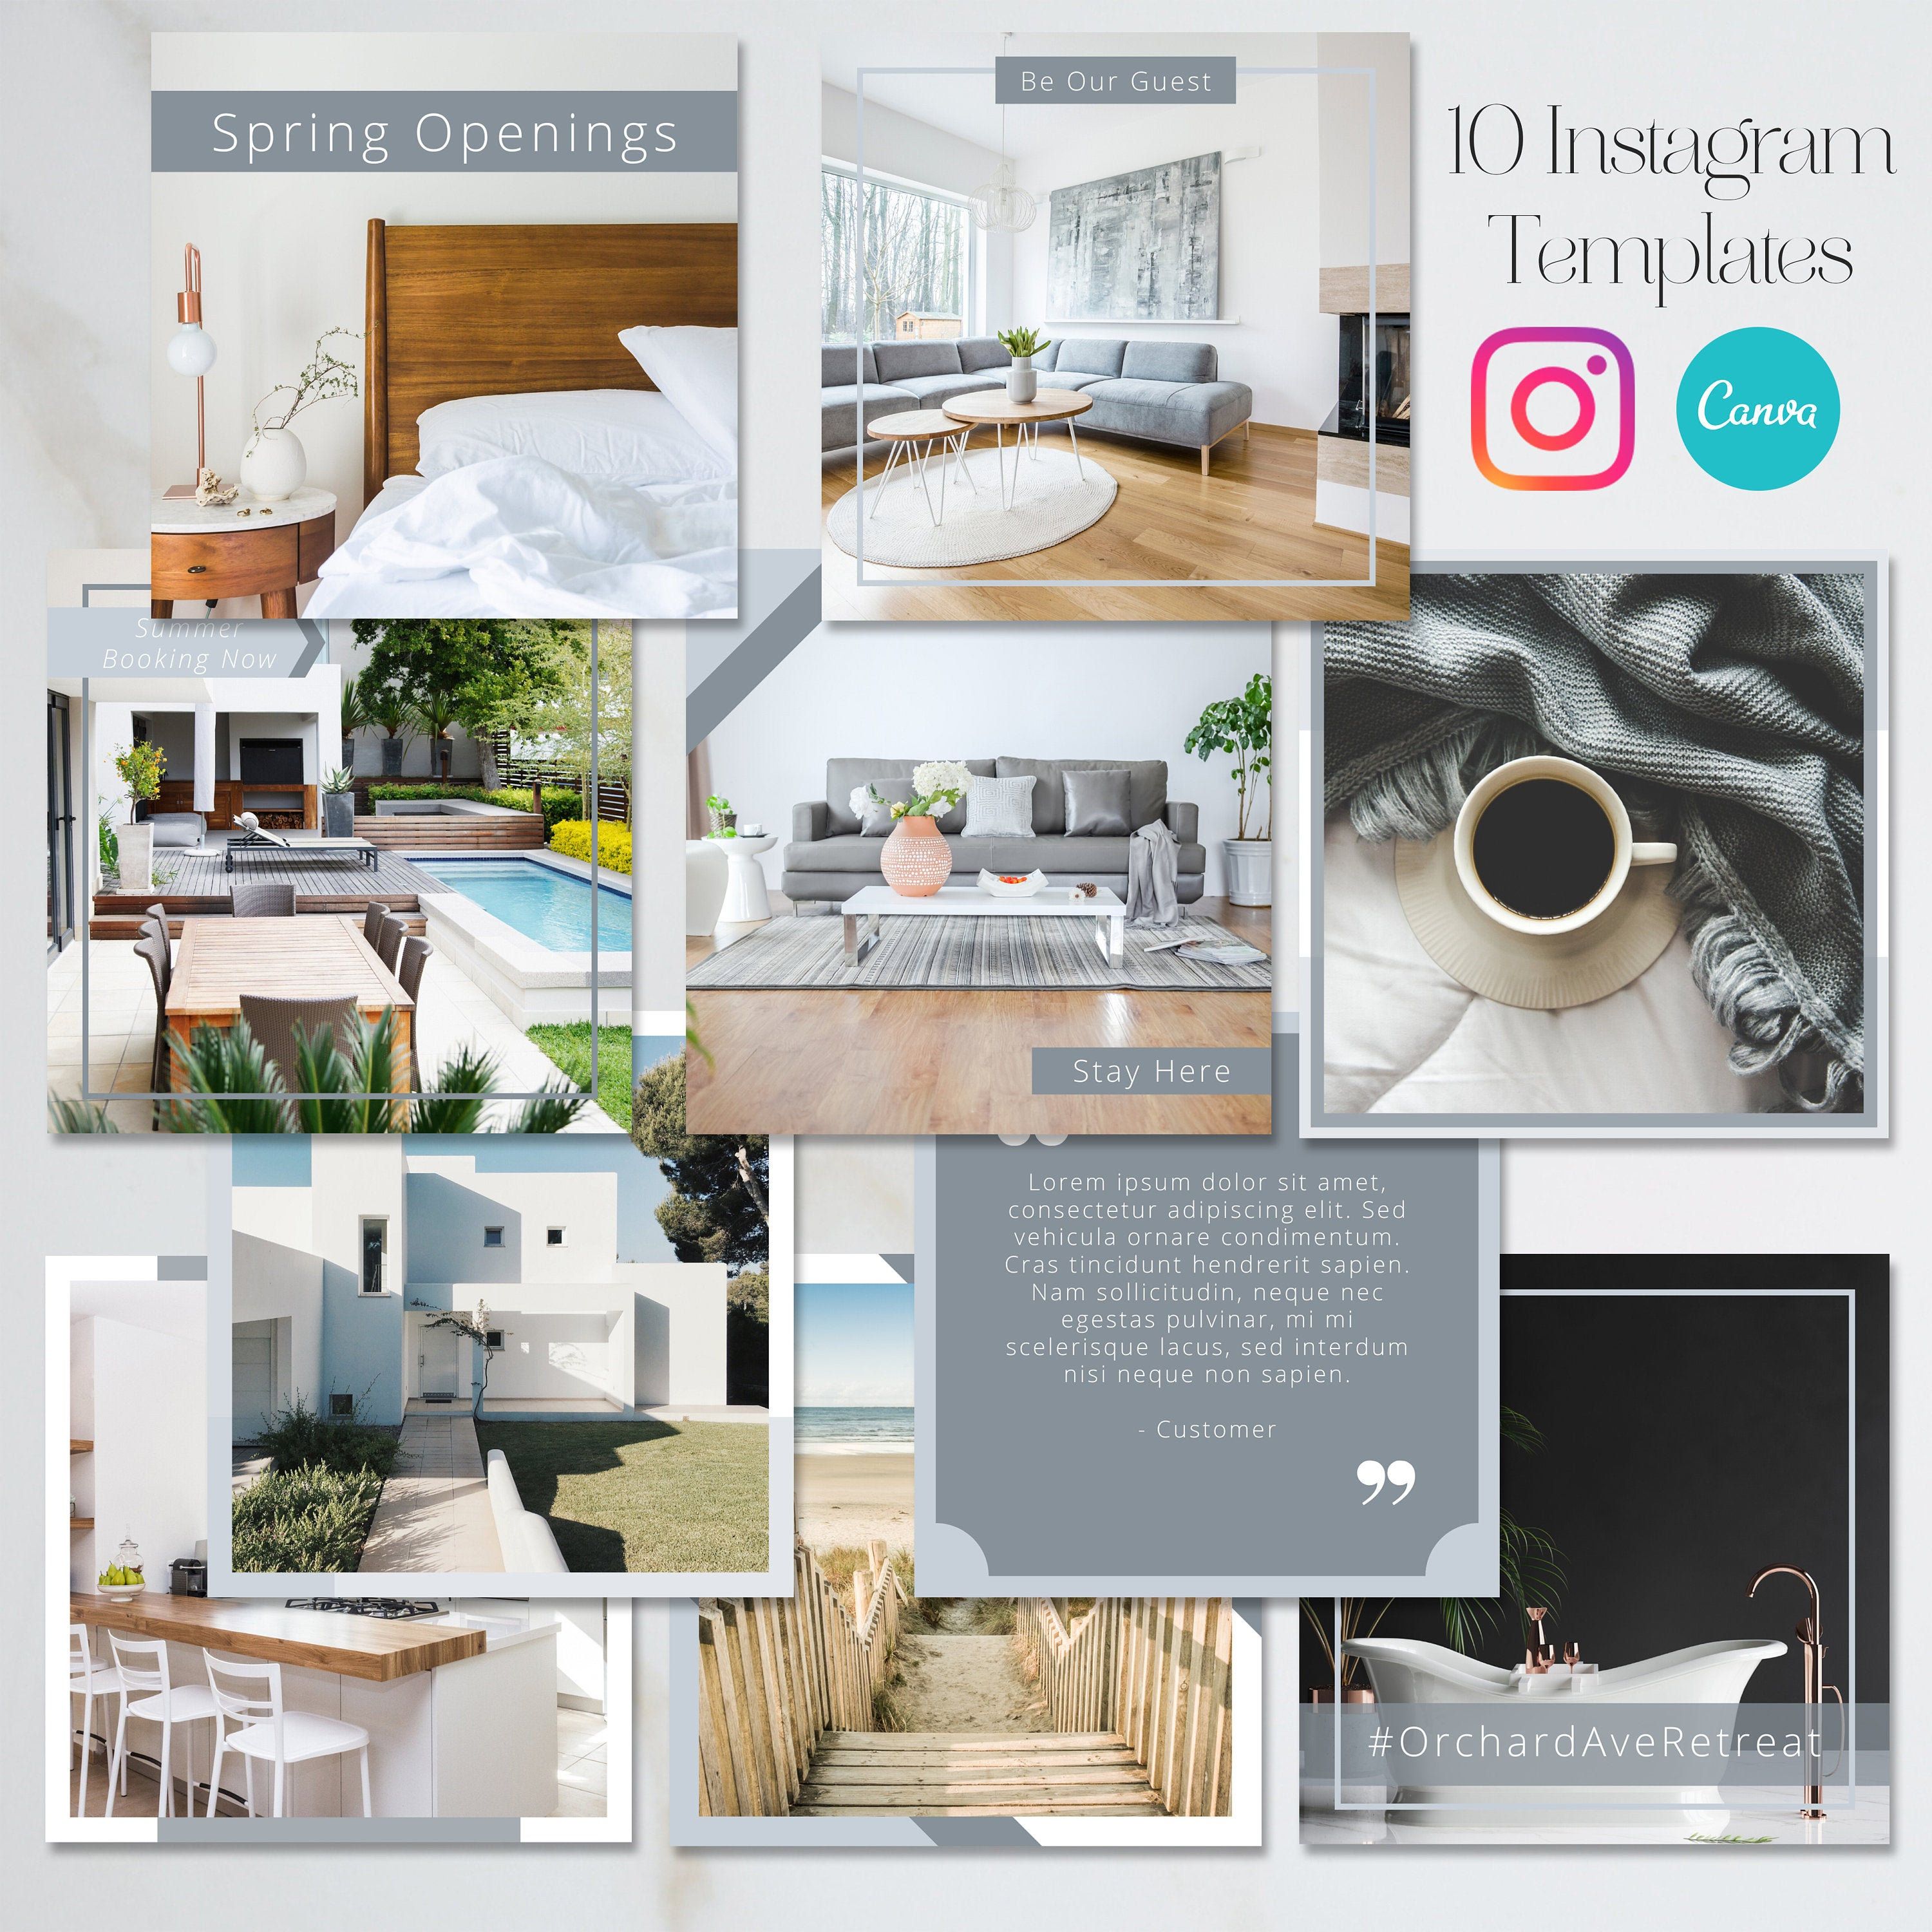 Spring Openings
Be Our Guest
10 Instagram
Templates
Canva
Summer
Booking Now
Stay Here
Lorem ipsum dolor sit amet,
consectetur adipiscing elit. Sed
vehicula ornare condimentum.
Cras tincidunt hendrerit sapien.
Nam sollicitudin, neque nec
egestas pulvinar, mi mi
scelerisque lacus, sed interdum
nisi neque non sapien.
- Customer
”
#OrchardAveRetreat